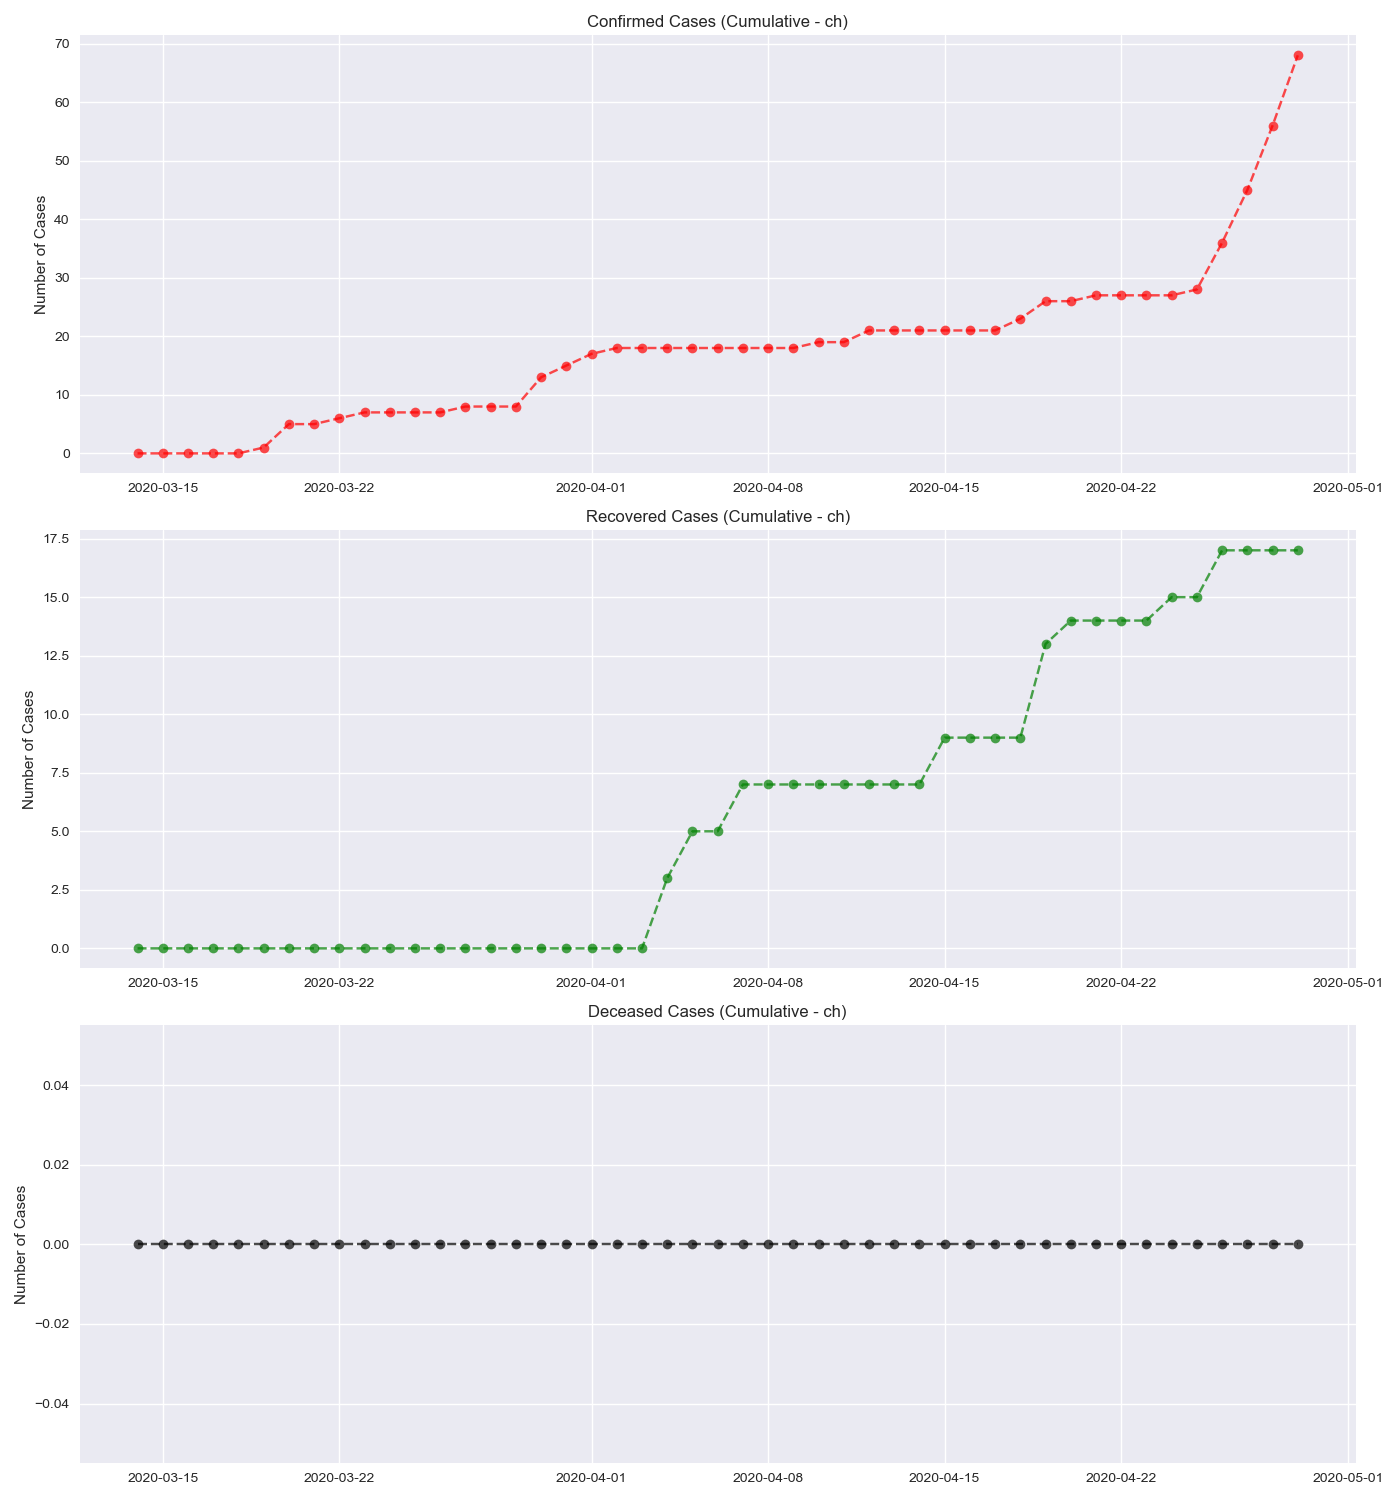 Confirmed Cases (Cumulative - ch)
Number of Cases
70
60
50
40
30
20
10
0
2020-03-15 2020-03-22 2020-04-01 2020-04-08 2020-04-15 2020-04-22 2020-05-01
Recovered Cases (Cumulative - ch)
Number of Cases
17.5
15.0
12.5
10.0
7.5
5.0
2.5
0.0
2020-03-15 2020-03-22 2020-04-01 2020-04-08 2020-04-15 2020-04-22 2020-05-01
Deceased Cases (Cumulative - ch)
Number of Cases
0.04
0.02
0.00
−0.02
−0.04
2020-03-15 2020-03-22 2020-04-01 2020-04-08 2020-04-15 2020-04-22 2020-05-01